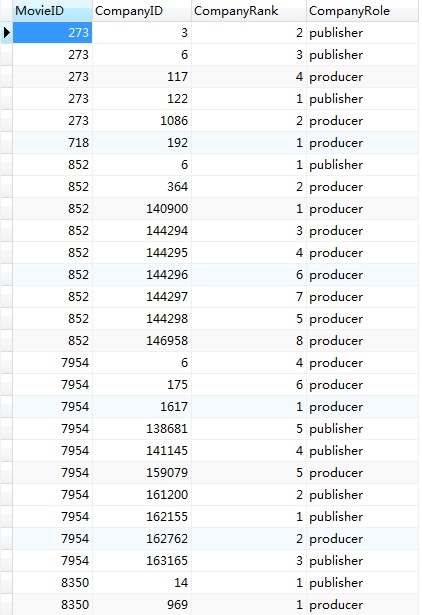 MovieID CompanyID CompanyRank CompanyRole
273 3 2 publisher
273 6 3 publisher
273 117 4 producer
273 122 1 publisher
273 1086 2 producer
718 192 1 producer
852 6 1 publisher
852 364 2 producer
852 140900 1 producer
852 144294 3 producer
852 144295 4 producer
852 144296 6 producer
852 144297 7 producer
852 144298 5 producer
852 146958 8 producer
7954 6 4 producer
7954 175 6 producer
7954 1617 1 producer
7954 138681 5 publisher
7954 141145 4 publisher
7954 159079 5 producer
7954 161200 2 publisher
7954 162155 1 publisher
7954 162762 2 producer
7954 163165 3 publisher
8350 14 1 publisher
8350 969 1 producer